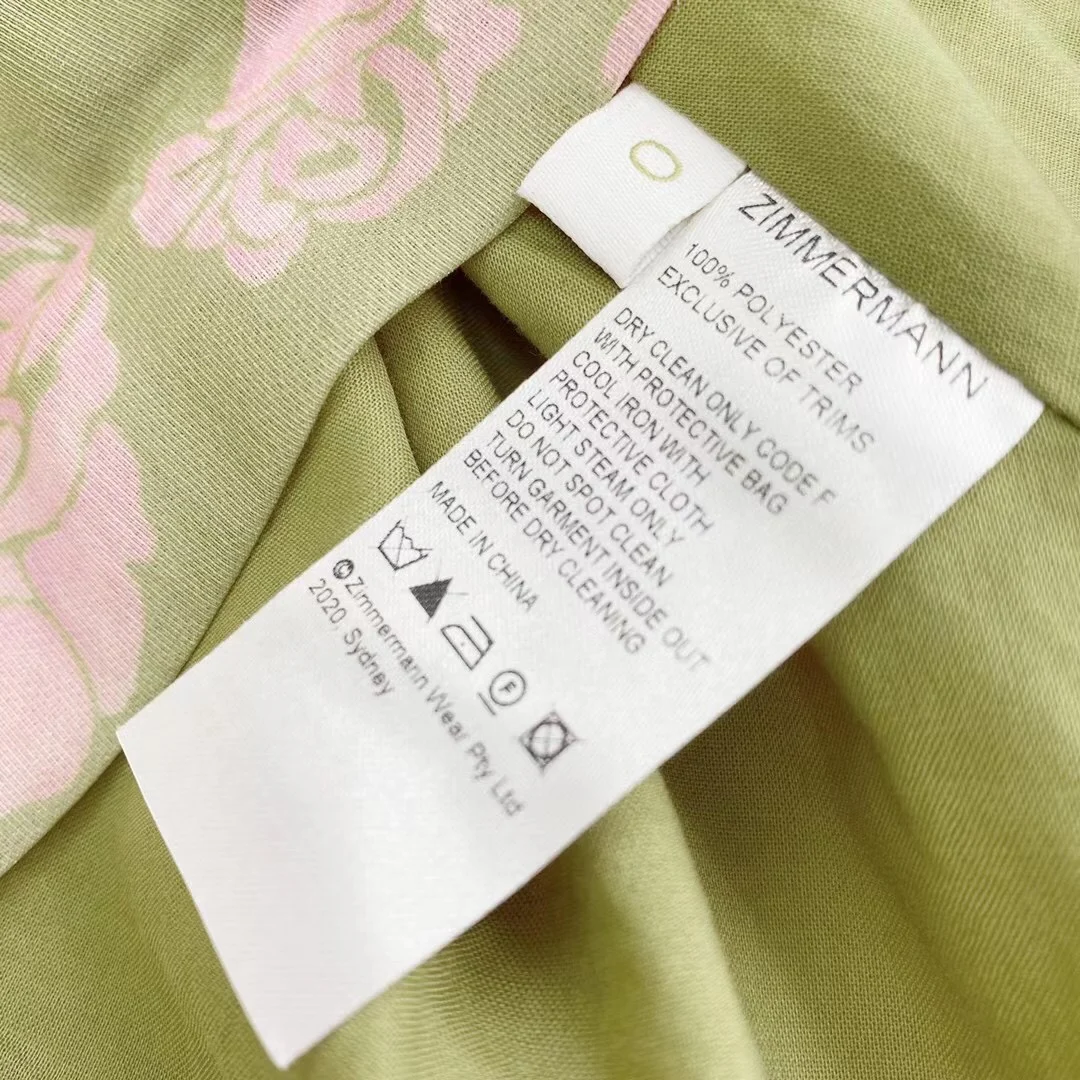 0
ZIMMERMANN
100% POLYESTER
EXCLUSIVE OF TRIMS
DRY CLEAN ONLY CODE F
WITH PROTECTIVE BAG
COOL IRON WITH
PROTECTIVE CLOTH
LIGHT STEAM ONLY
DO NOT SPOT CLEAN
TURN GARMENT INSIDE OUT
BEFORE DRY CLEANING
MADE IN CHINA
F
©Zimmermann Wear Pty Ltd
2020, Sydney